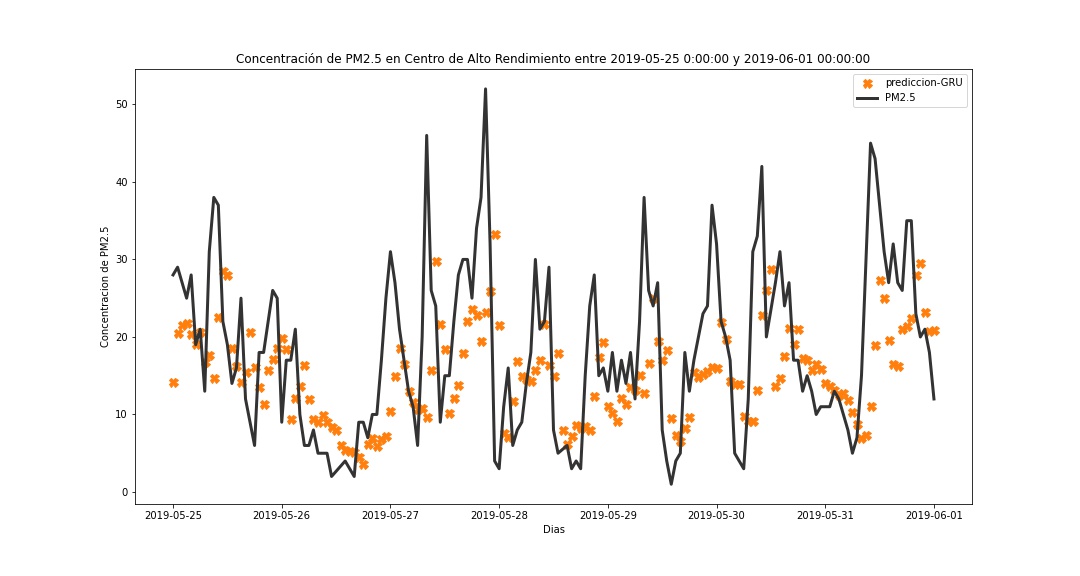 Concentración de PM2.5 en Centro de Alto Rendimiento entre 2019-05-25 0:00:00 y 2019-06-01 00:00:00
prediccion-GRU
PM2.5
Concentracion de PM2.5
50
40
30
20
10
0
2019-05-25 2019-05-26 2019-05-27 2019-05-28 2019-05-29 2019-05-30 2019-05-31 2019-06-01
Dias